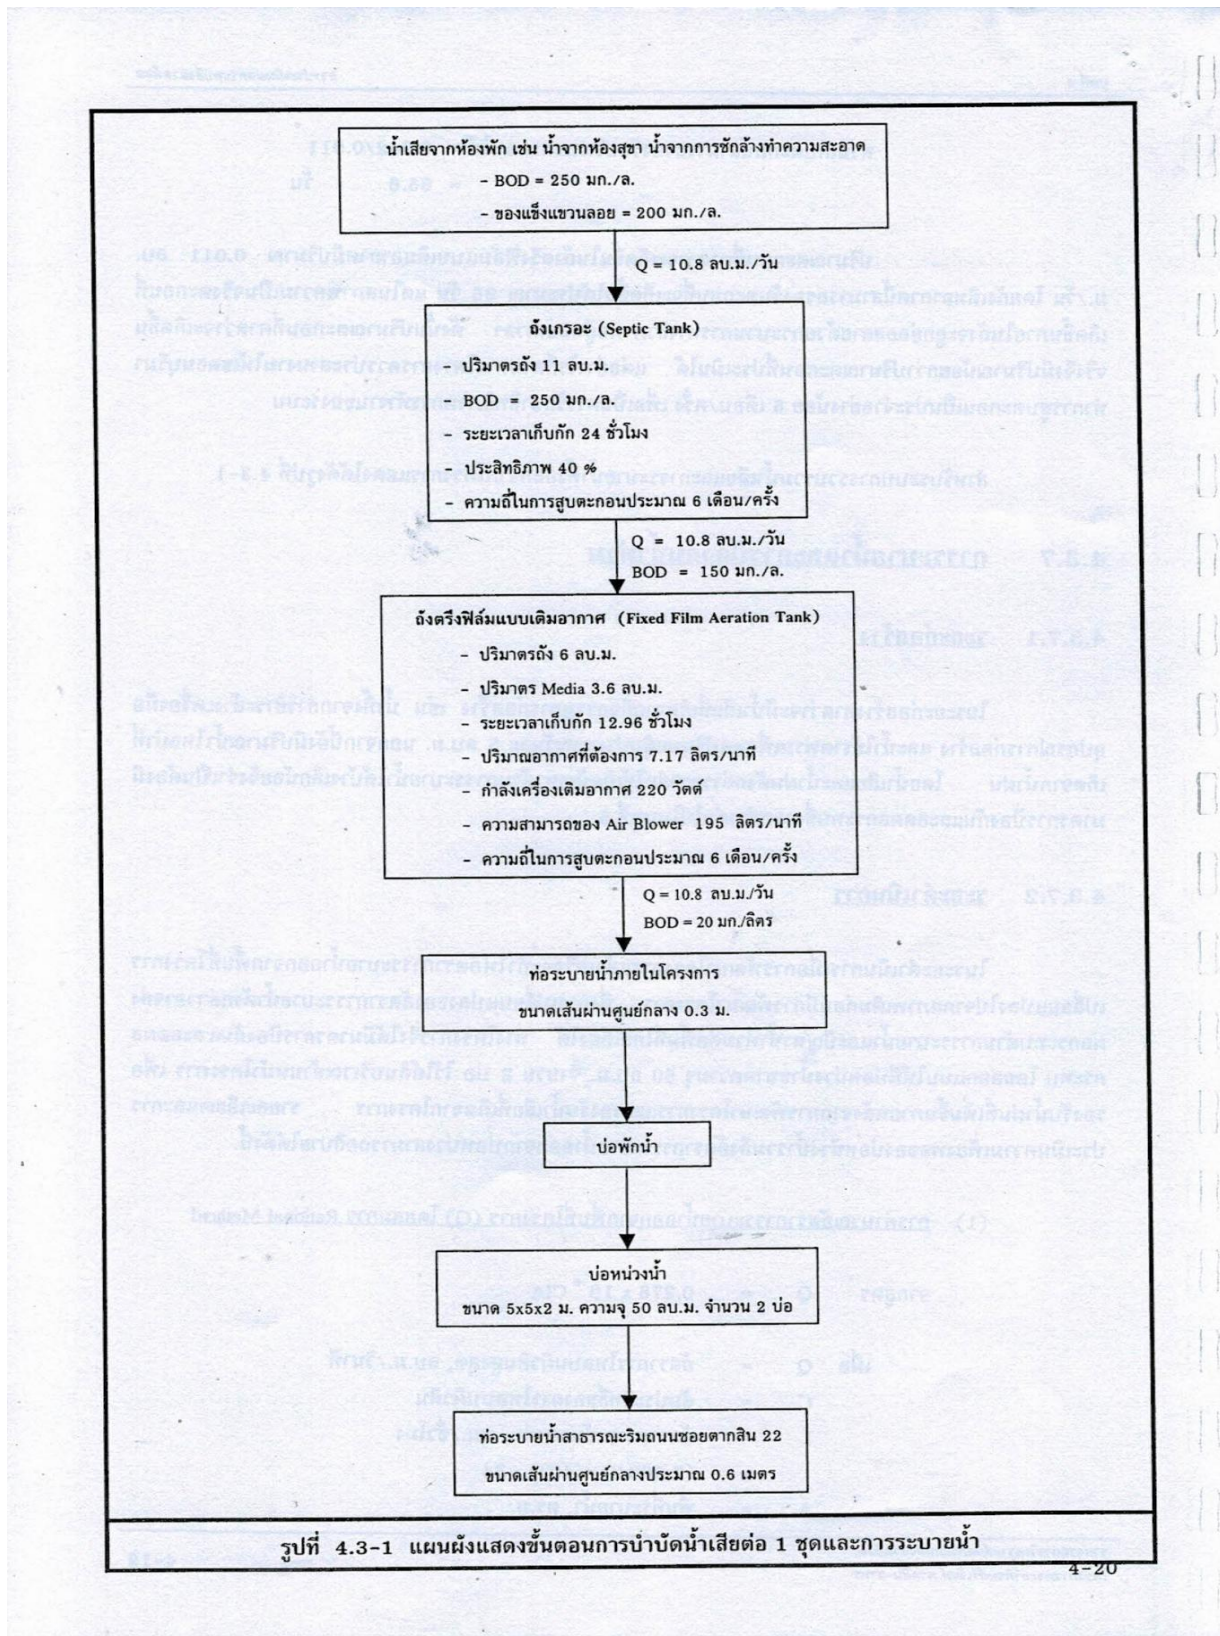 น้ำเสียจากห้องพัก เช่น น้ำจากห้องสุขา น้ำจากการซักล้างทำความสะอาด
- BOD = 250 มก./ล.
- ของแข็งแขวนลอย = 200 มก./ล.
Q = 10.8 ลบ.ม./วัน
ถังเกรอะ (Septic Tank)
- ปริมาตรถัง 11 ลบ.ม.
- BOD = 250 มก./ล.
- ระยะเวลาเก็บกัก 24 ชั่วโมง
- ประสิทธิภาพ 40 %
- ความถี่ในการสูบตะกอนประมาณ 6 เดือน/ครั้ง
Q = 10.8 ลบ.ม./วัน
BOD = 150 มก./ล.
ถังตรึงฟิล์มแบบเติมอากาศ (Fixed Film Aeration Tank)
- ปริมาตรถัง 6 ลบ.ม.
- ปริมาตร Media 3.6 ลบ.ม.
- ระยะเวลาเก็บกัก 12.96 ชั่วโมง
- ปริมาณอากาศที่ต้องการ 7.17 ลิตร/นาที
- กำลังเครื่องเติมอากาศ 220 วัตต์
- ความสามารถของ Air Blower 195 ลิตร/นาที
- ความถี่ในการสูบตะกอนประมาณ 6 เดือน/ครั้ง
Q = 10.8 ลบ.ม./วัน
BOD = 20 มก./ลิตร
ท่อระบายน้ำภายในโครงการ
ขนาดเส้นผ่านศูนย์กลาง 0.3 ม.
บ่อพักน้ำ
บ่อหน่วงน้ำ
ขนาด 5x5x2 ม. ความจุ 50 ลบ.ม. จำนวน 2 บ่อ
ท่อระบายน้ำสาธารณะริมถนนซอยตากสิน 22
ขนาดเส้นผ่านศูนย์กลางประมาณ 0.6 เมตร
รูปที่ 4.3-1 แผนผังแสดงขั้นตอนการบำบัดน้ำเสียต่อ 1 ชุดและการระบายน้ำ
4-20